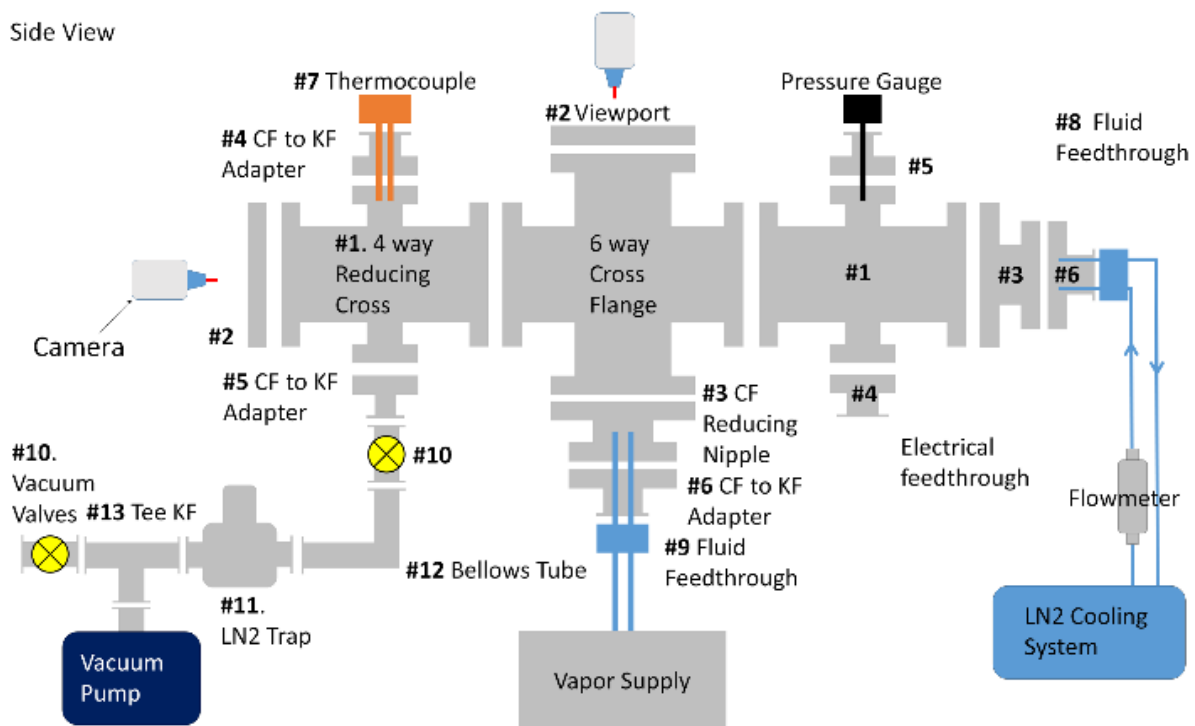 Side View
#7 Thermocouple
#4 CF to KF
Adapter
#2 Viewport
Pressure Gauge
#5
#8 Fluid
Feedthrough
#1. 4 way
Reducing
Cross
6 way
Cross
Flange
#1
#3
#6
Camera
#2
#5 CF to KF
Adapter
#3 CF
Reducing
Nipple
#4
#10.
Vacuum
Valves
#10
#13 Tee KF
#6 CF to KF
Adapter
Electrical
feedthrough
Flowmeter
#12 Bellows Tube
#9 Fluid
Feedthrough
#11.
LN2 Trap
Vacuum
Pump
Vapor Supply
LN2 Cooling
System